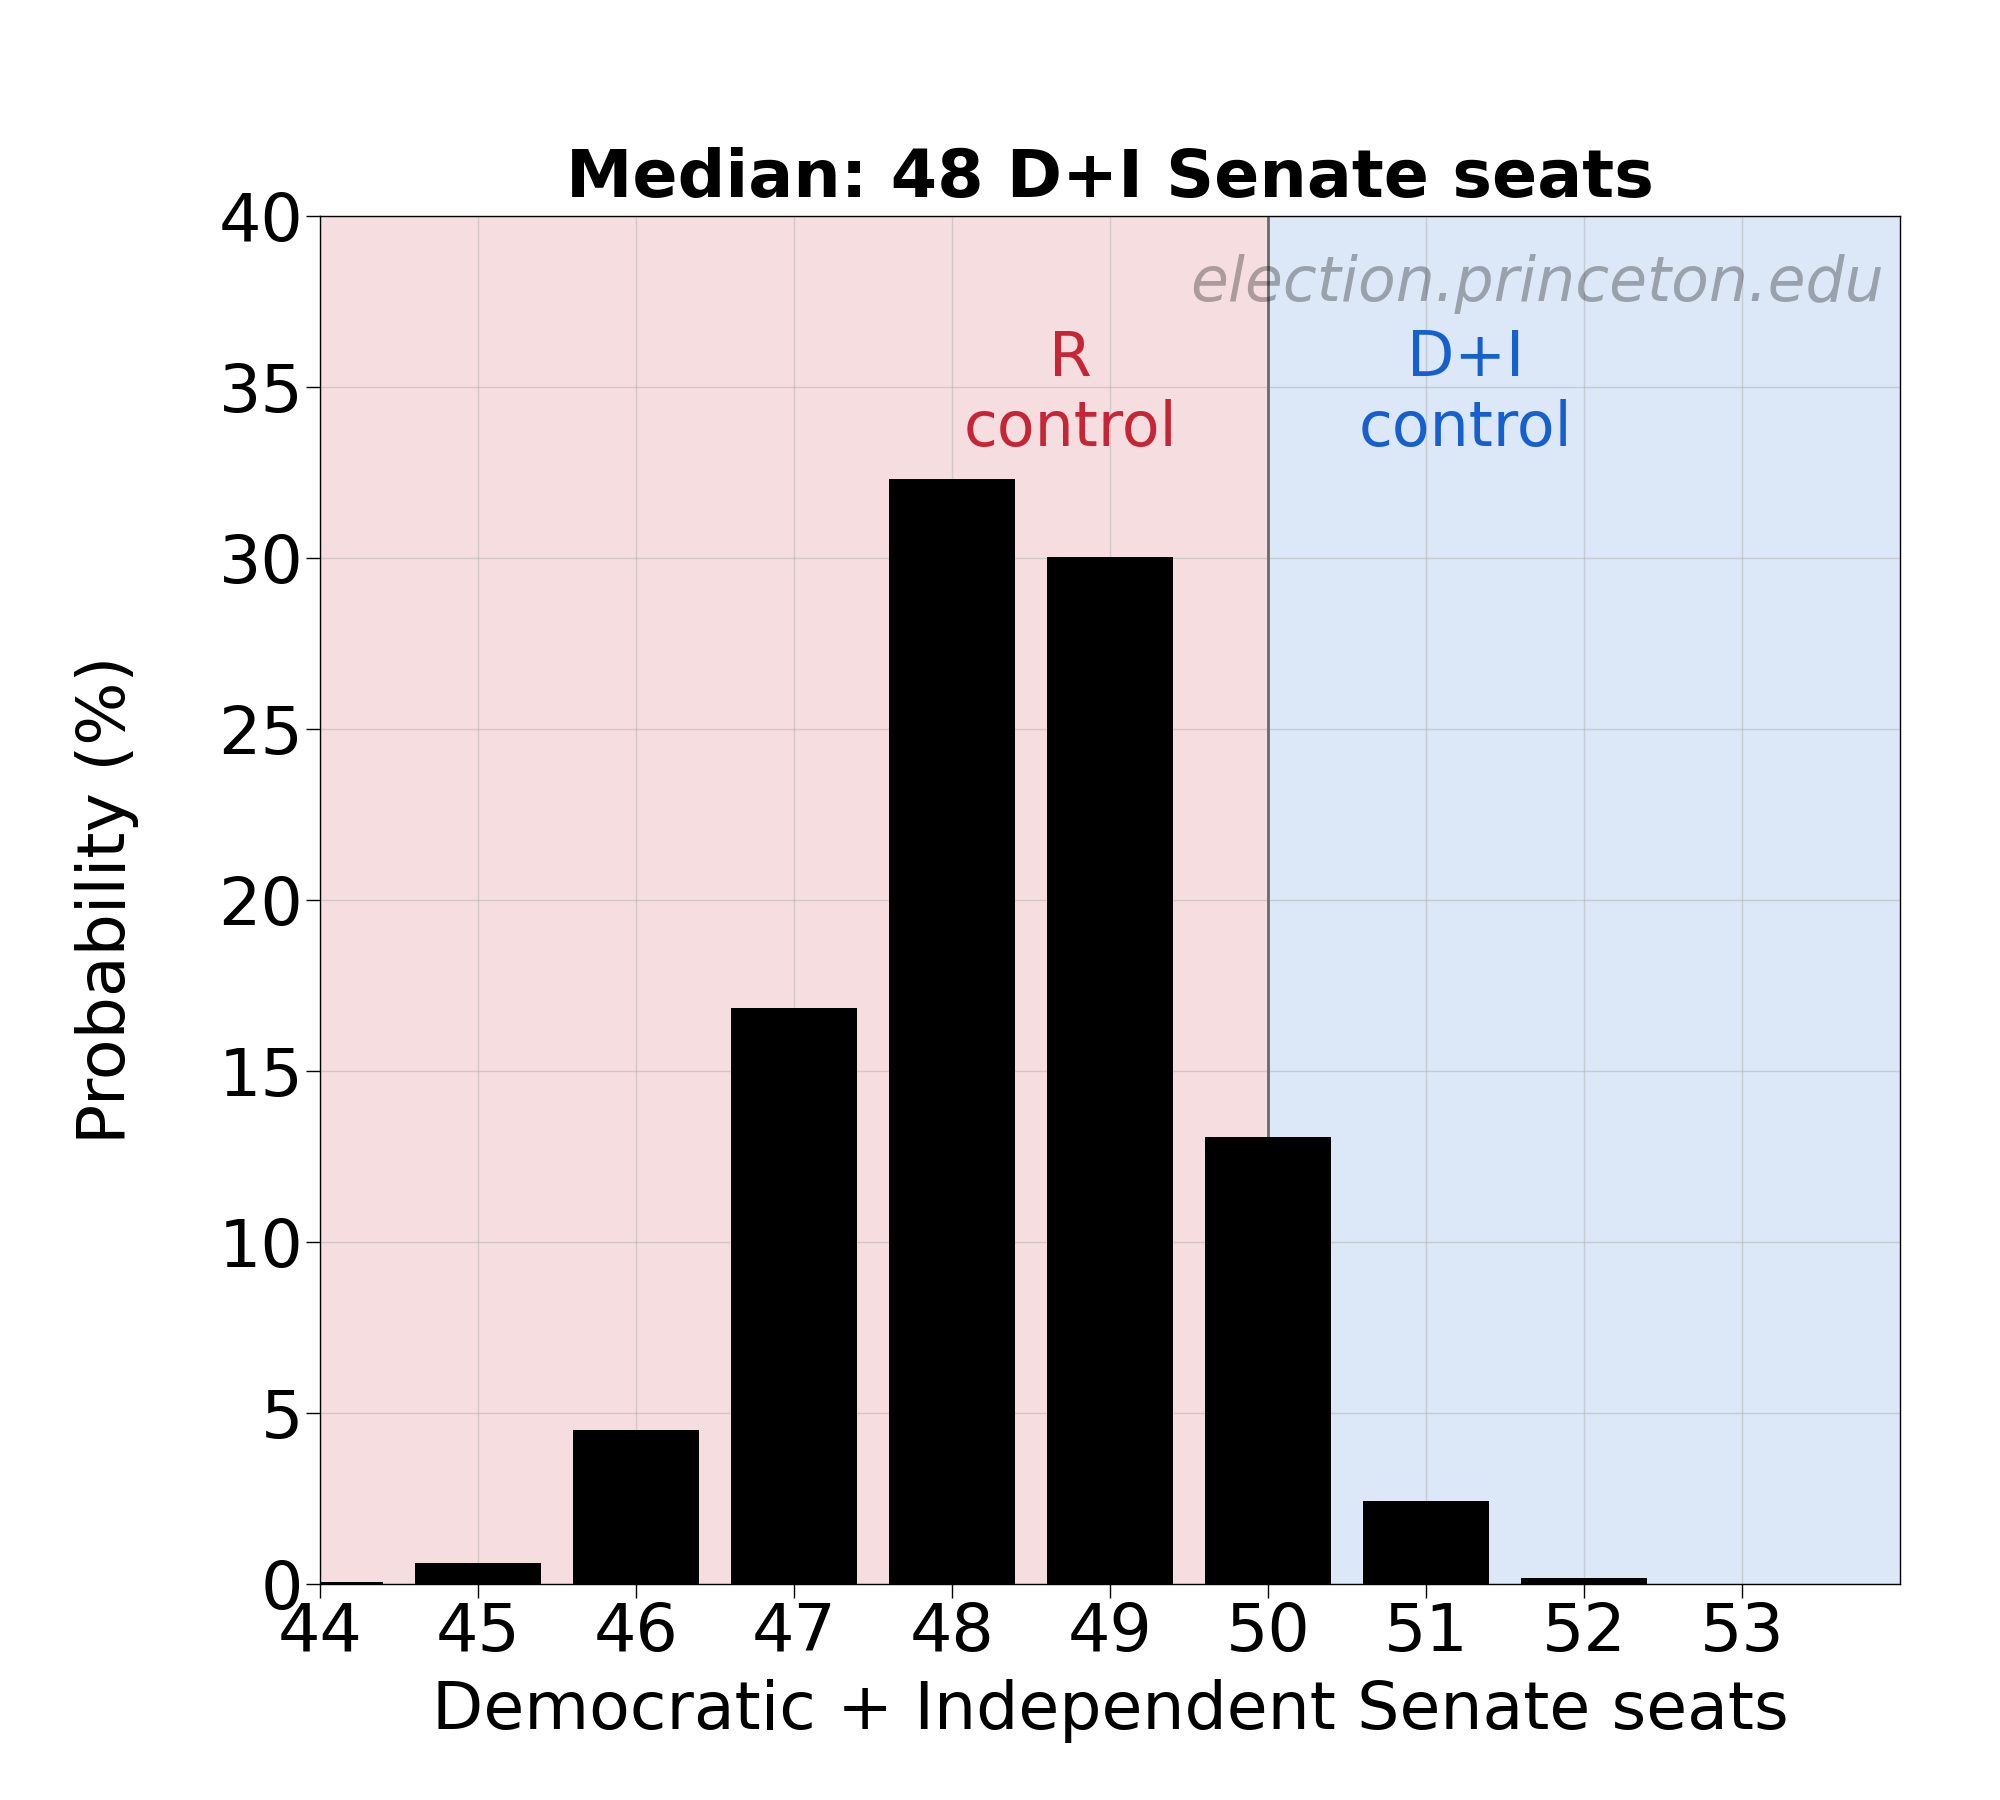 Median: 48 D+I Senate seats
election.princeton.edu
R
control
D+I
control
40
35
30
25
20
15
10
5
0
Probability (%)
44 45 46 47 48 49 50 51 52 53
Democratic + Independent Senate seats